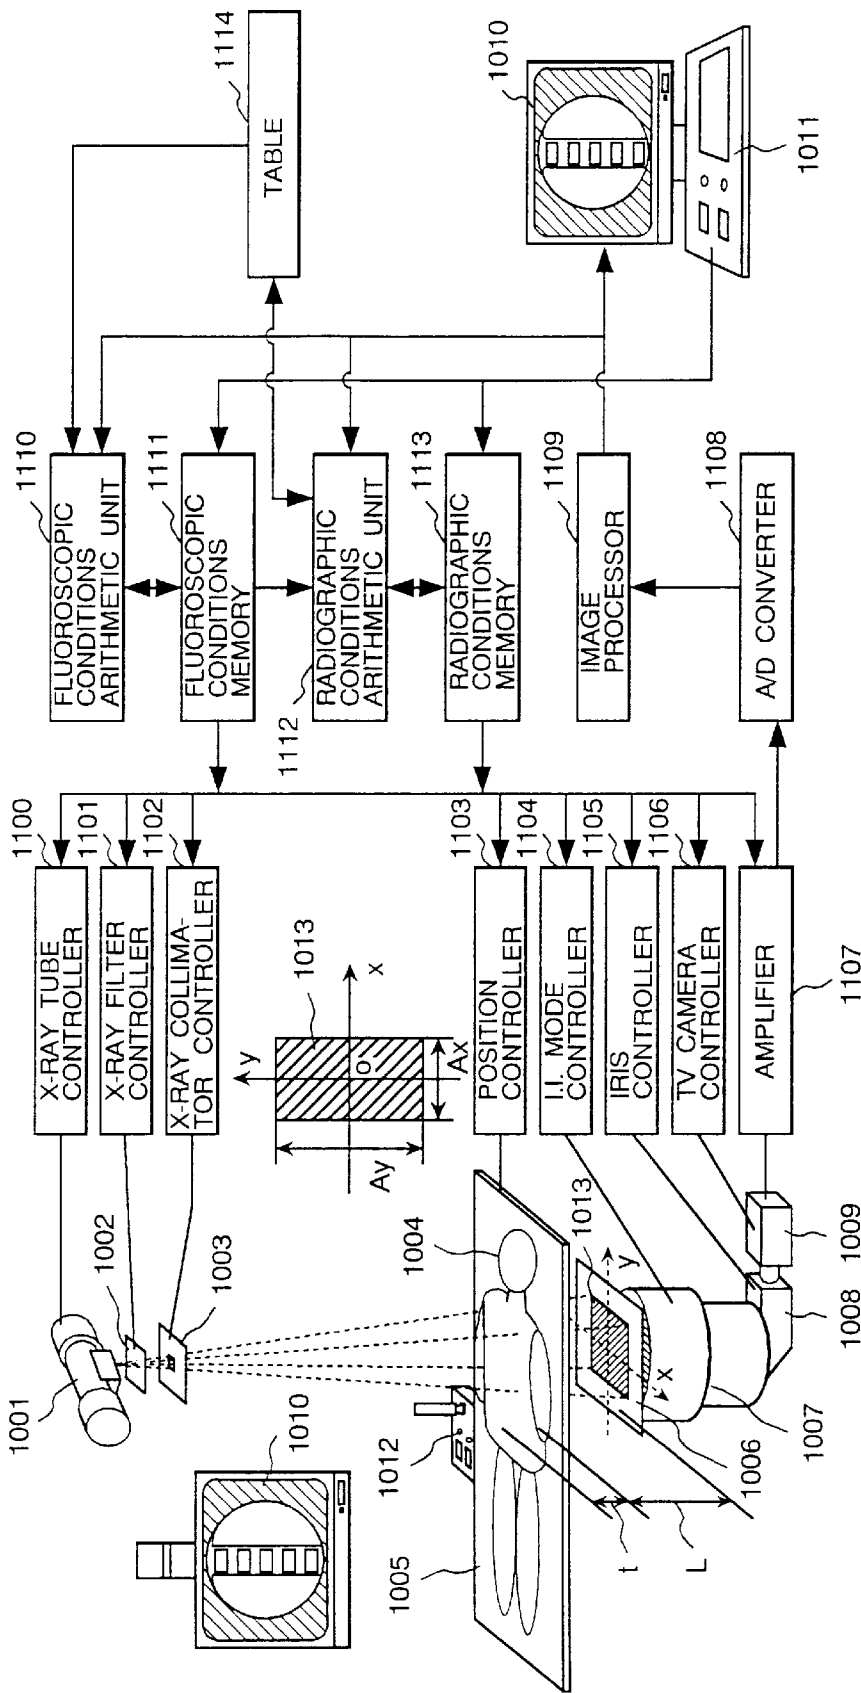 1010
1001
1002
1003
1012
1004
1005
1013
y
x
1006
1007
1008
1009
t
L
X-RAY TUBE
CONTROLLER
1100
X-RAY FILTER
CONTROLLER
1101
X-RAY COLLIMA-
TOR CONTROLLER
1102
y
1013
x
o
Ay
Ax
POSITION
CONTROLLER
1103
I.I. MODE
CONTROLLER
1104
IRIS
CONTROLLER
1105
TV CAMERA
CONTROLLER
1106
AMPLIFIER
1107
FLUOROSCOPIC
CONDITIONS
ARITHMETIC UNIT
1110
FLUOROSCOPIC
CONDITIONS
MEMORY
1111
RADIOGRAPHIC
CONDITIONS
ARITHMETIC UNIT
1112
RADIOGRAPHIC
CONDITIONS
MEMORY
1113
IMAGE
PROCESSOR
1109
A/D CONVERTER
1108
TABLE
1114
1010
1011